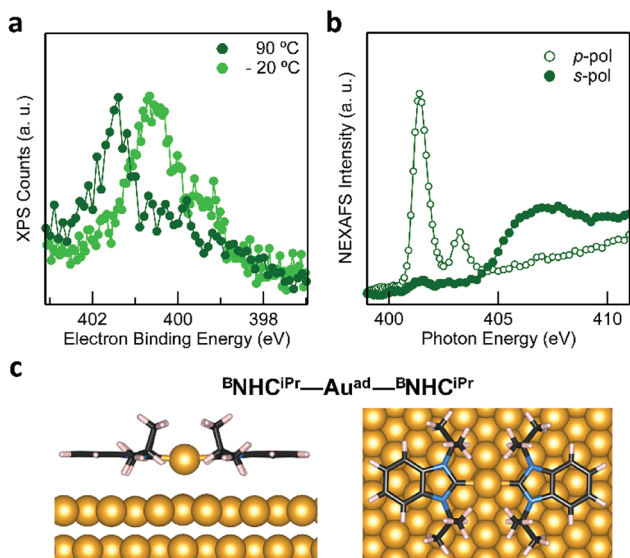 a
90 ºC
- 20 ºC
XPS Counts (a. u.)
402 400 398
Electron Binding Energy (eV)
b
p-pol
s-pol
NEXAFS Intensity (a. u.)
400 405 410
Photon Energy (eV)
c
ᴮNHCⁱᴾʳ—Auᵃᵈ—ᴮNHCⁱᴾʳ